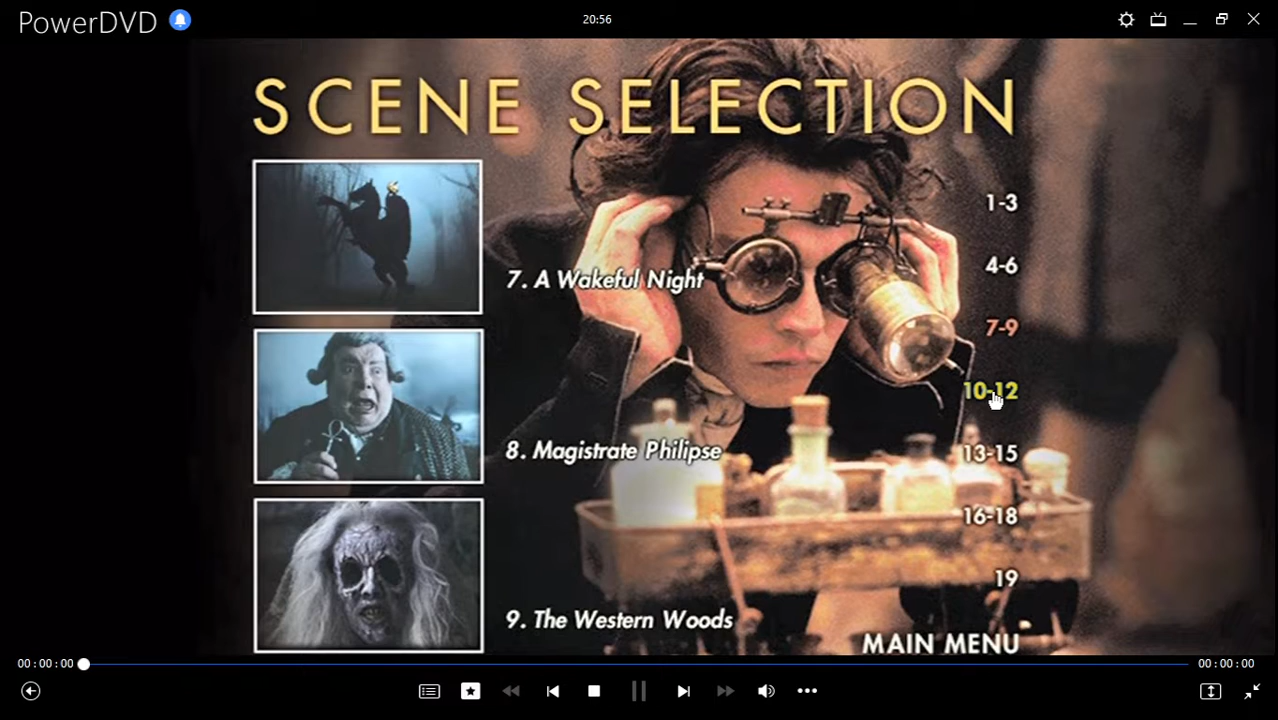 PowerDVD
20:56
SCENE SELECTION
1-3
4-6
7. A Wakeful Night
7-9
10-12
8. Magistrate Philipse
13-15
16-18
19
9. The Western Woods
MAIN MENU
00:00:00
00:00:00